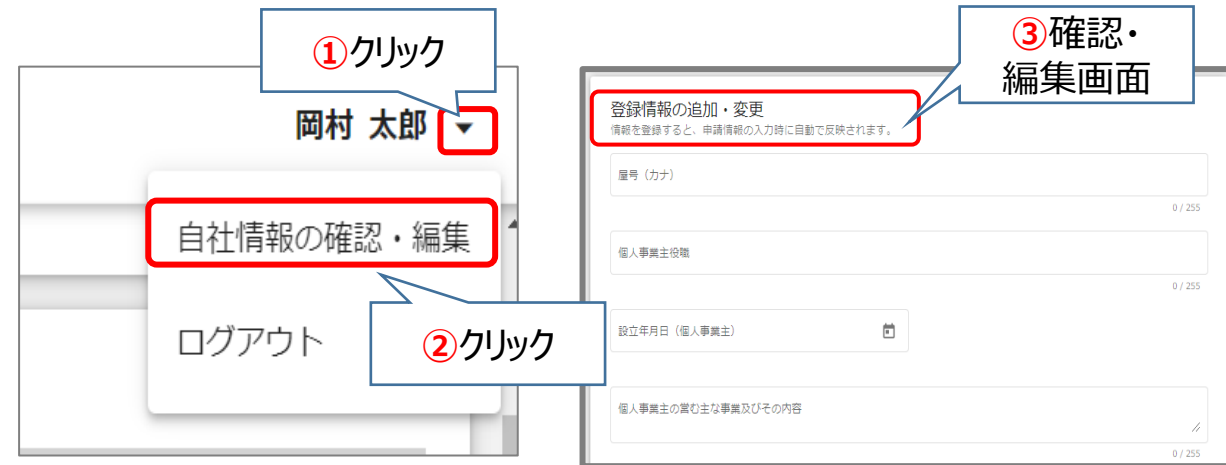 ①クリック
岡村 太郎
自社情報の確認・編集
ログアウト
②クリック
③確認・
編集画面
登録情報の追加・変更
情報を登録すると、申請情報の入力時に自動で反映されます。
屋号（カナ）
0 / 255
個人事業主役職
0 / 255
設立年月日（個人事業主）
個人事業主の営む主な事業及びその内容
0 / 255